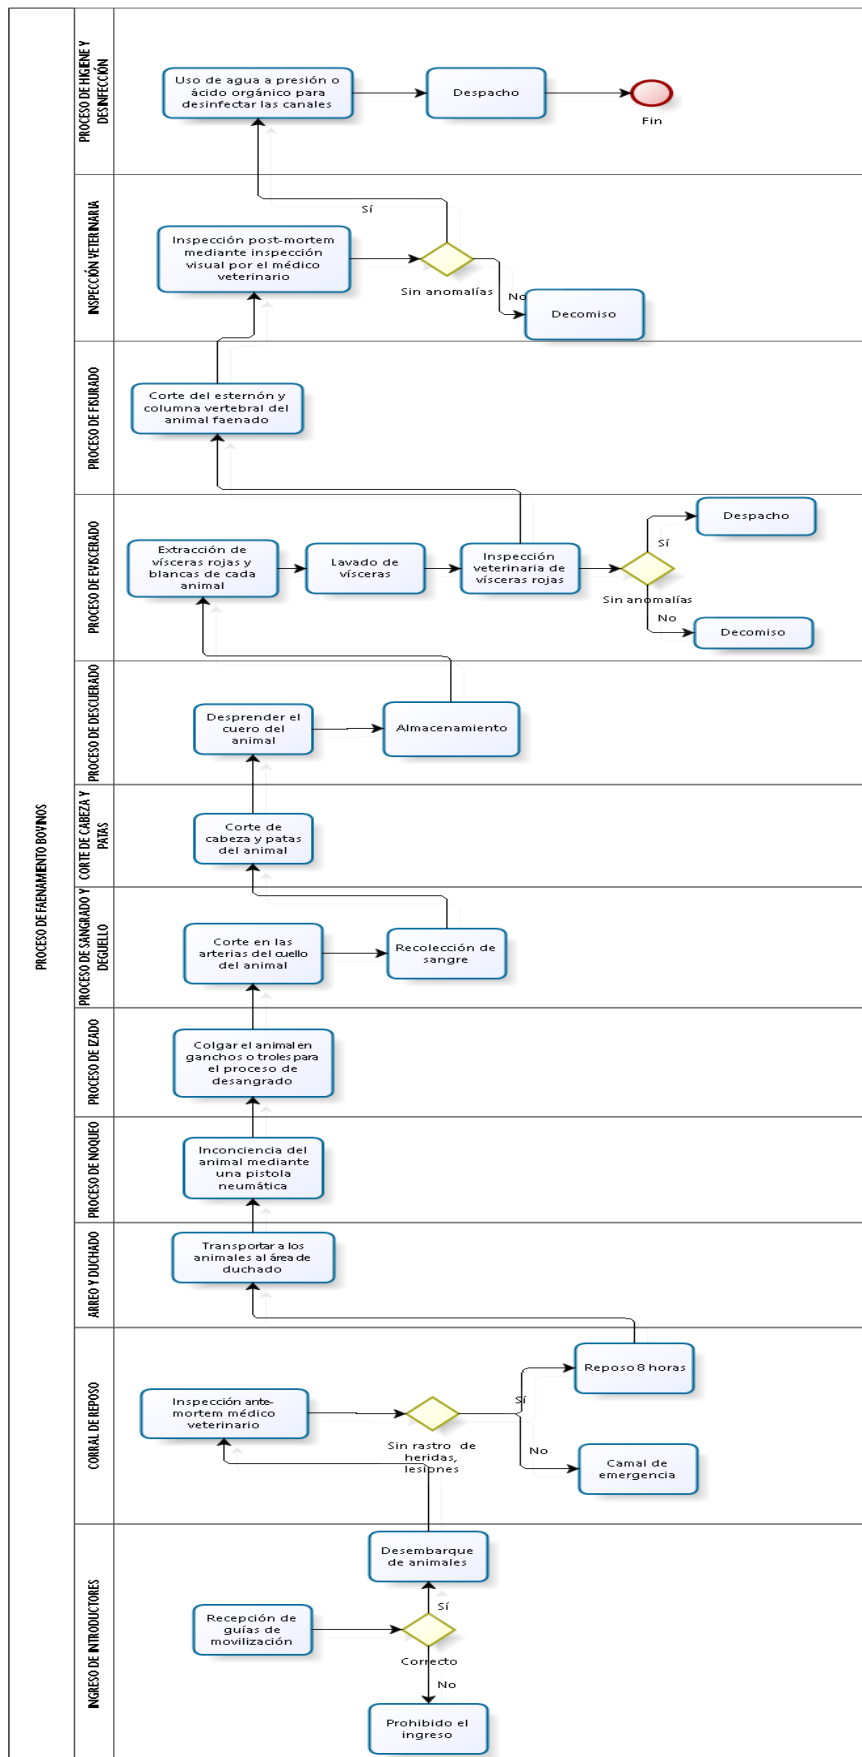 PROCESO DE FAENAMIENTO BOVINOS
PROCESO DE HIGIENE Y
DESINFECCIÓN
Uso de agua a presión o
ácido orgánico para
desinfectar las canales
Despacho
Fin
INSPECCIÓN VETERINARIA
Inspección post-mortem
mediante inspección
visual por el médico
veterinario
Sí
Sin anomalías
No
Decomiso
PROCESO DE FISURADO
Corte del esternón y
columna vertebral del
animal faenado
PROCESO DE EVISCERADO
Extracción de
vísceras rojas y
blancas de cada
animal
Lavado de
vísceras
Inspección
veterinaria de
vísceras rojas
Sin anomalías
Sí
Despacho
No
Decomiso
PROCESO DE DESCUERADO
Desprender el
cuero del
animal
Almacenamiento
CORTE DE CABEZA Y
PATAS
Corte de
cabeza y patas
del animal
PROCESO DE SANGRADO Y
DEGUELLO
Corte en las
arterias del cuello
del animal
Recolección de
sangre
PROCESO DE IZADO
Colgar el animal en
ganchos o troles para
el proceso de
desangrado
PROCESO DE NOQUEO
Inconciencia del
animal mediante
una pistola
neumática
ARREO Y DUCHADO
Transportar a los
animales al área de
duchado
CORRAL DE REPOSO
Inspección ante-
mortem médico
veterinario
Sin rastro de
heridas,
lesiones
Sí
Reposo 8 horas
No
Camal de
emergencia
INGRESO DE INTRODUCTORES
Desembarque
de animales
Recepción de
guías de
movilización
Sí
Correcto
No
Prohibido el
ingreso